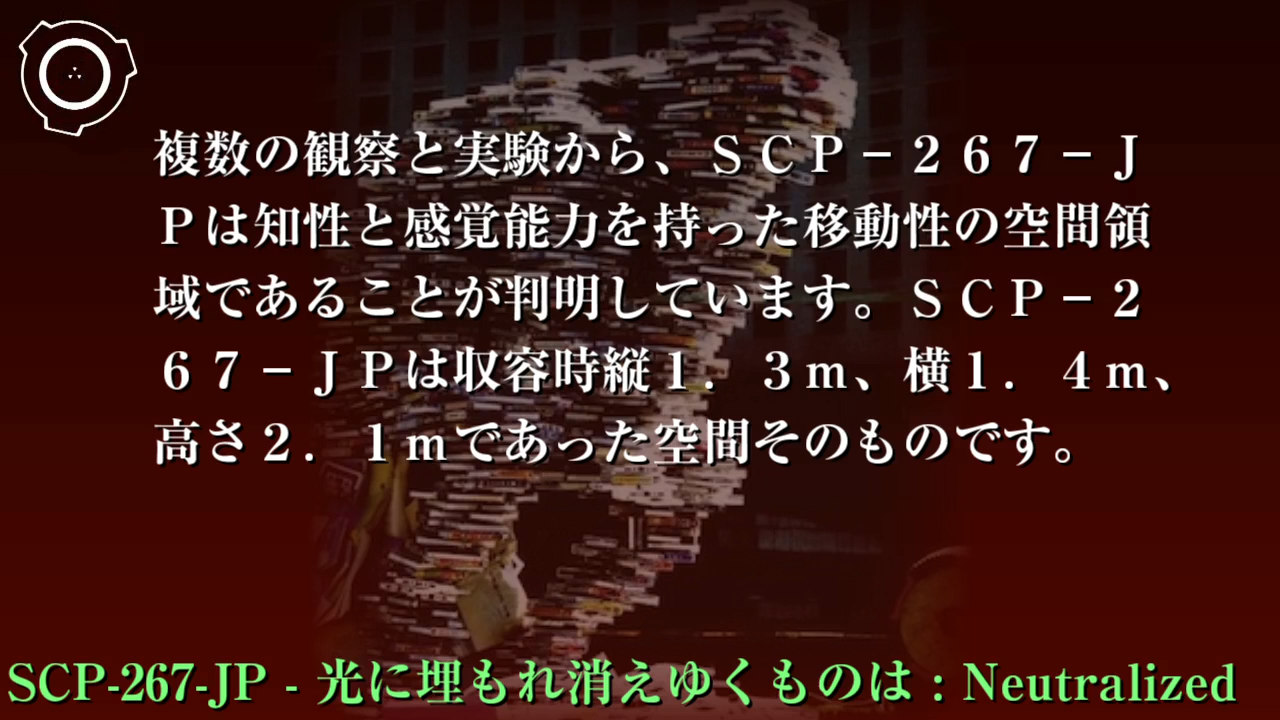 複数の観察と実験から、ＳＣＰ－２６７－Ｊ
Ｐは知性と感覚能力を持った移動性の空間領
域であることが判明しています。ＳＣＰ－２
６７－ＪＰは収容時縦１．３ｍ、横１．４ｍ、
高さ２．１ｍであった空間そのものです。
SCP-267-JP - 光に埋もれ消えゆくものは : Neutralized